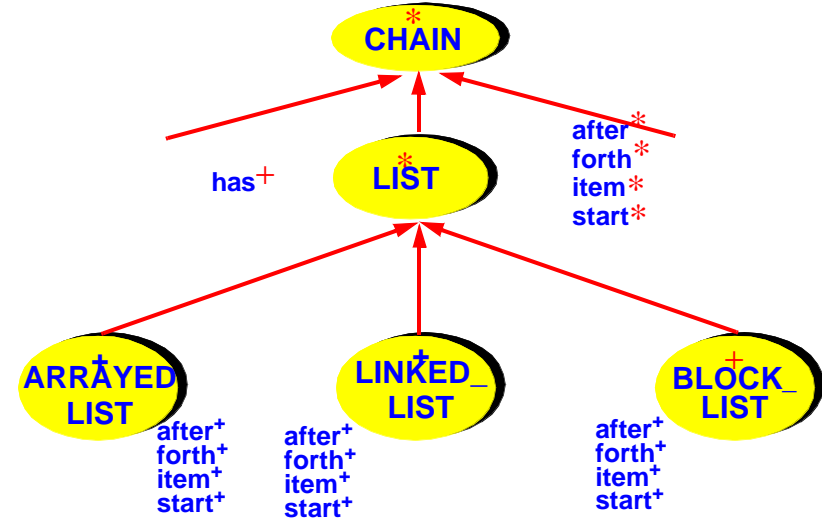 *
CHAIN
has+
*
LIST
after*
forth*
item*
start*
+
ARRAYED
LIST
after+
forth+
item+
start+
+
LINKED_
LIST
after+
forth+
item+
start+
+
BLOCK_
LIST
after+
forth+
item+
start+